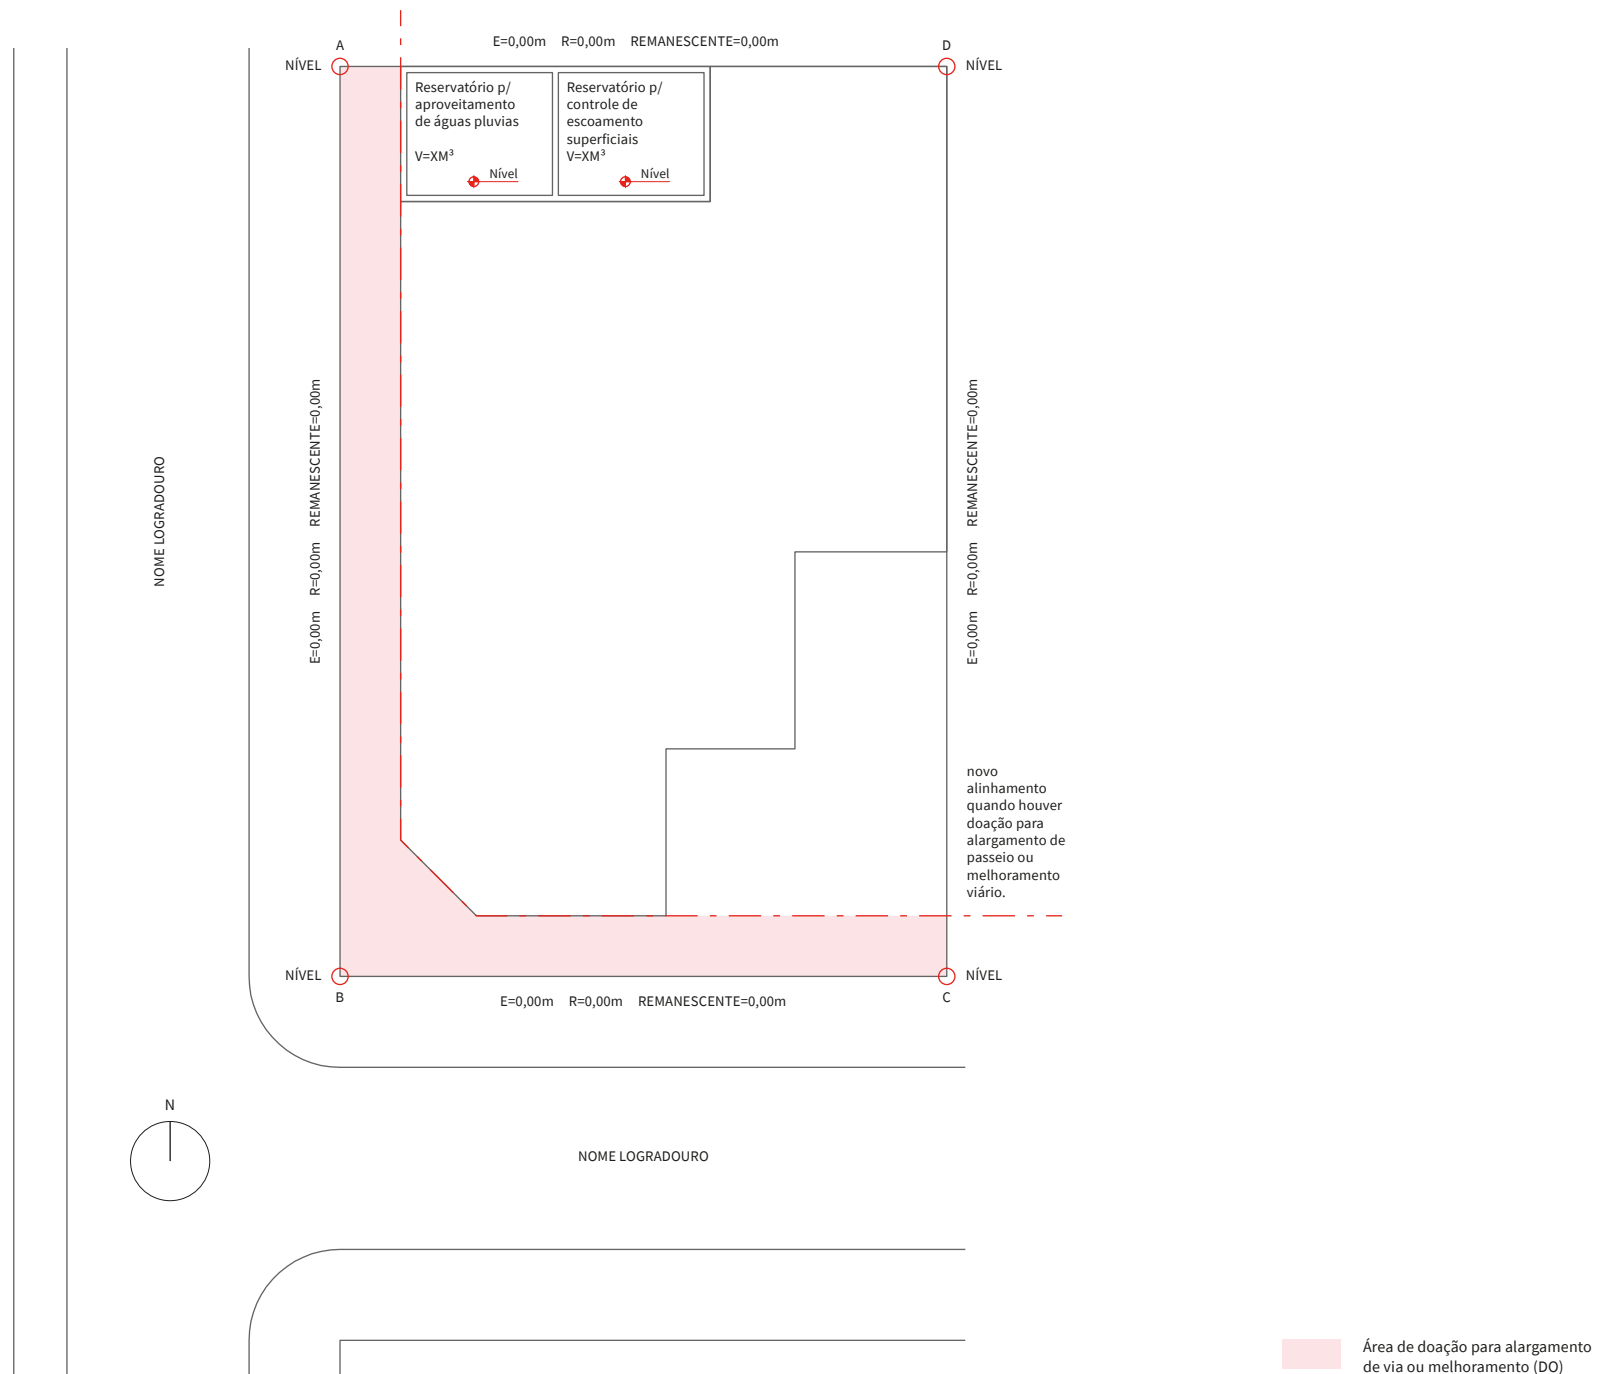 A
E=0,00m R=0,00m REMANESCENTE=0,00m
D
NÍVEL
NÍVEL
Reservatório p/
aproveitamento
de águas pluvias
V=XM³
Nível
Reservatório p/
controle de
escoamento
superficiais
V=XM³
Nível
NOME LOGRADOURO
E=0,00m R=0,00m REMANESCENTE=0,00m
E=0,00m R=0,00m REMANESCENTE=0,00m
novo
alinhamento
quando houver
doação para
alargamento de
passeio ou
melhoramento
viário.
NÍVEL
NÍVEL
B
E=0,00m R=0,00m REMANESCENTE=0,00m
C
N
NOME LOGRADOURO
Área de doação para alargamento
de via ou melhoramento (DO)